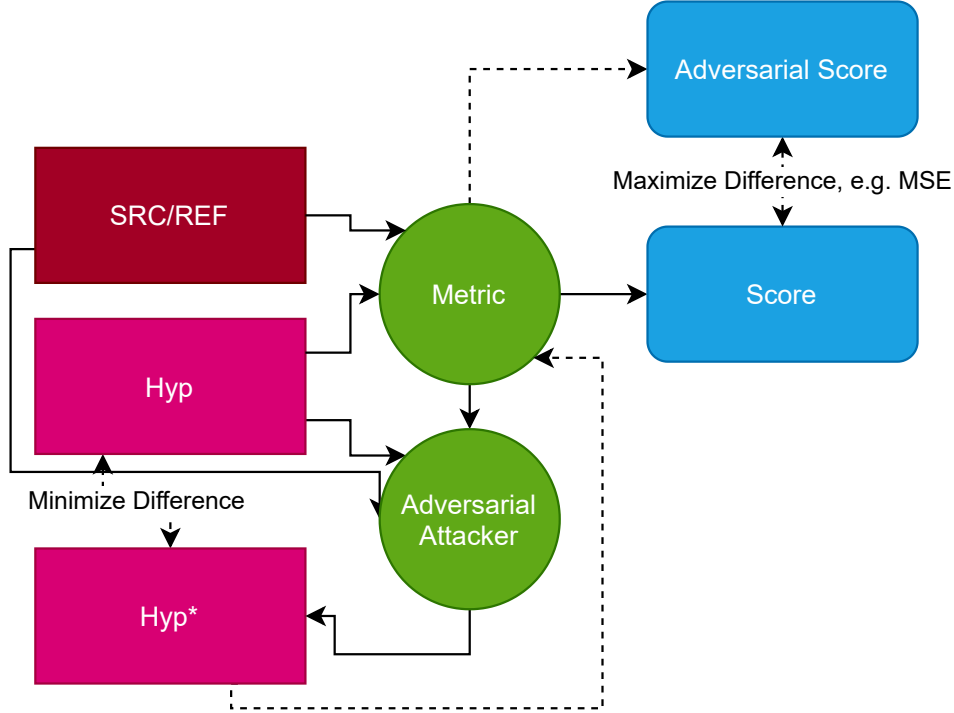 Adversarial Score
Maximize Difference, e.g. MSE
SRC/REF
Metric
Score
Hyp
Minimize Difference
Adversarial
Attacker
Hyp*